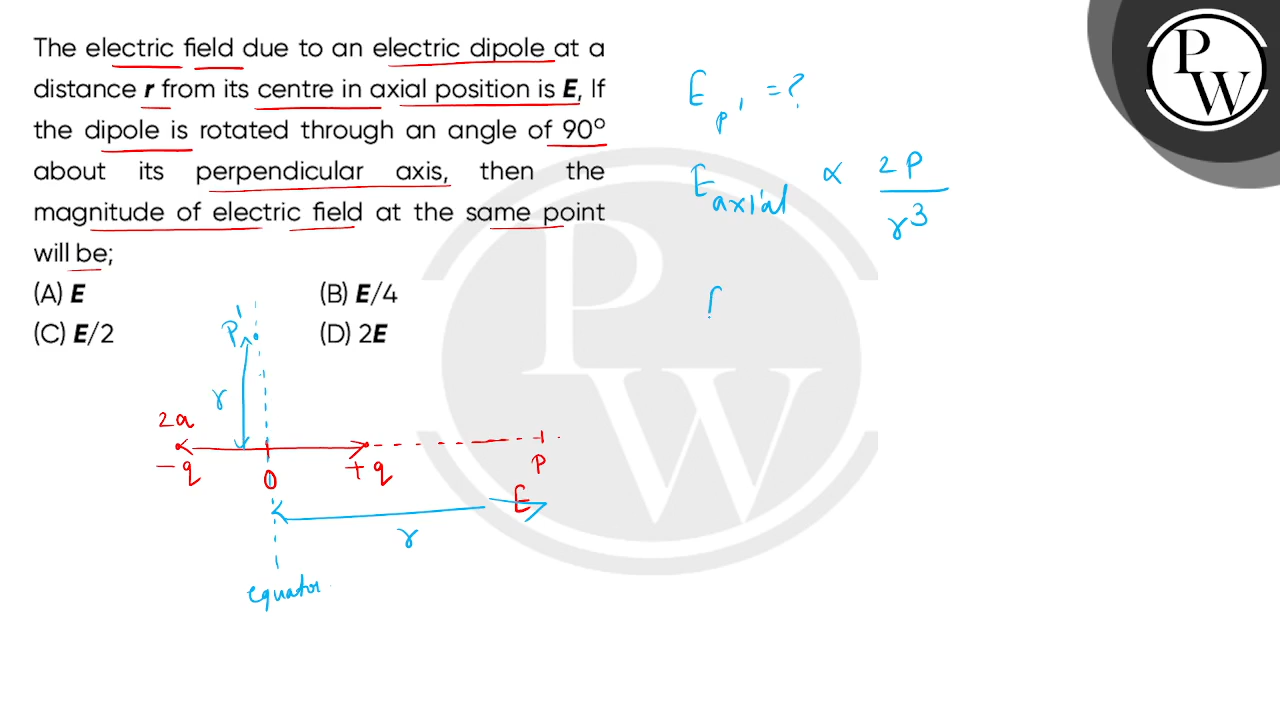 The electric field due to an electric dipole at a
distance r from its centre in axial position is E, If
the dipole is rotated through an angle of 90°
about its perpendicular axis, then the
magnitude of electric field at the same point
will be;
(A) E (B) E/4
(C) E/2 (D) 2E
E_p' = ?
E_axial ∝ 2P / r³
P'
r
2a
-q
O
+q
P
E
r
equator
P
W
P
W